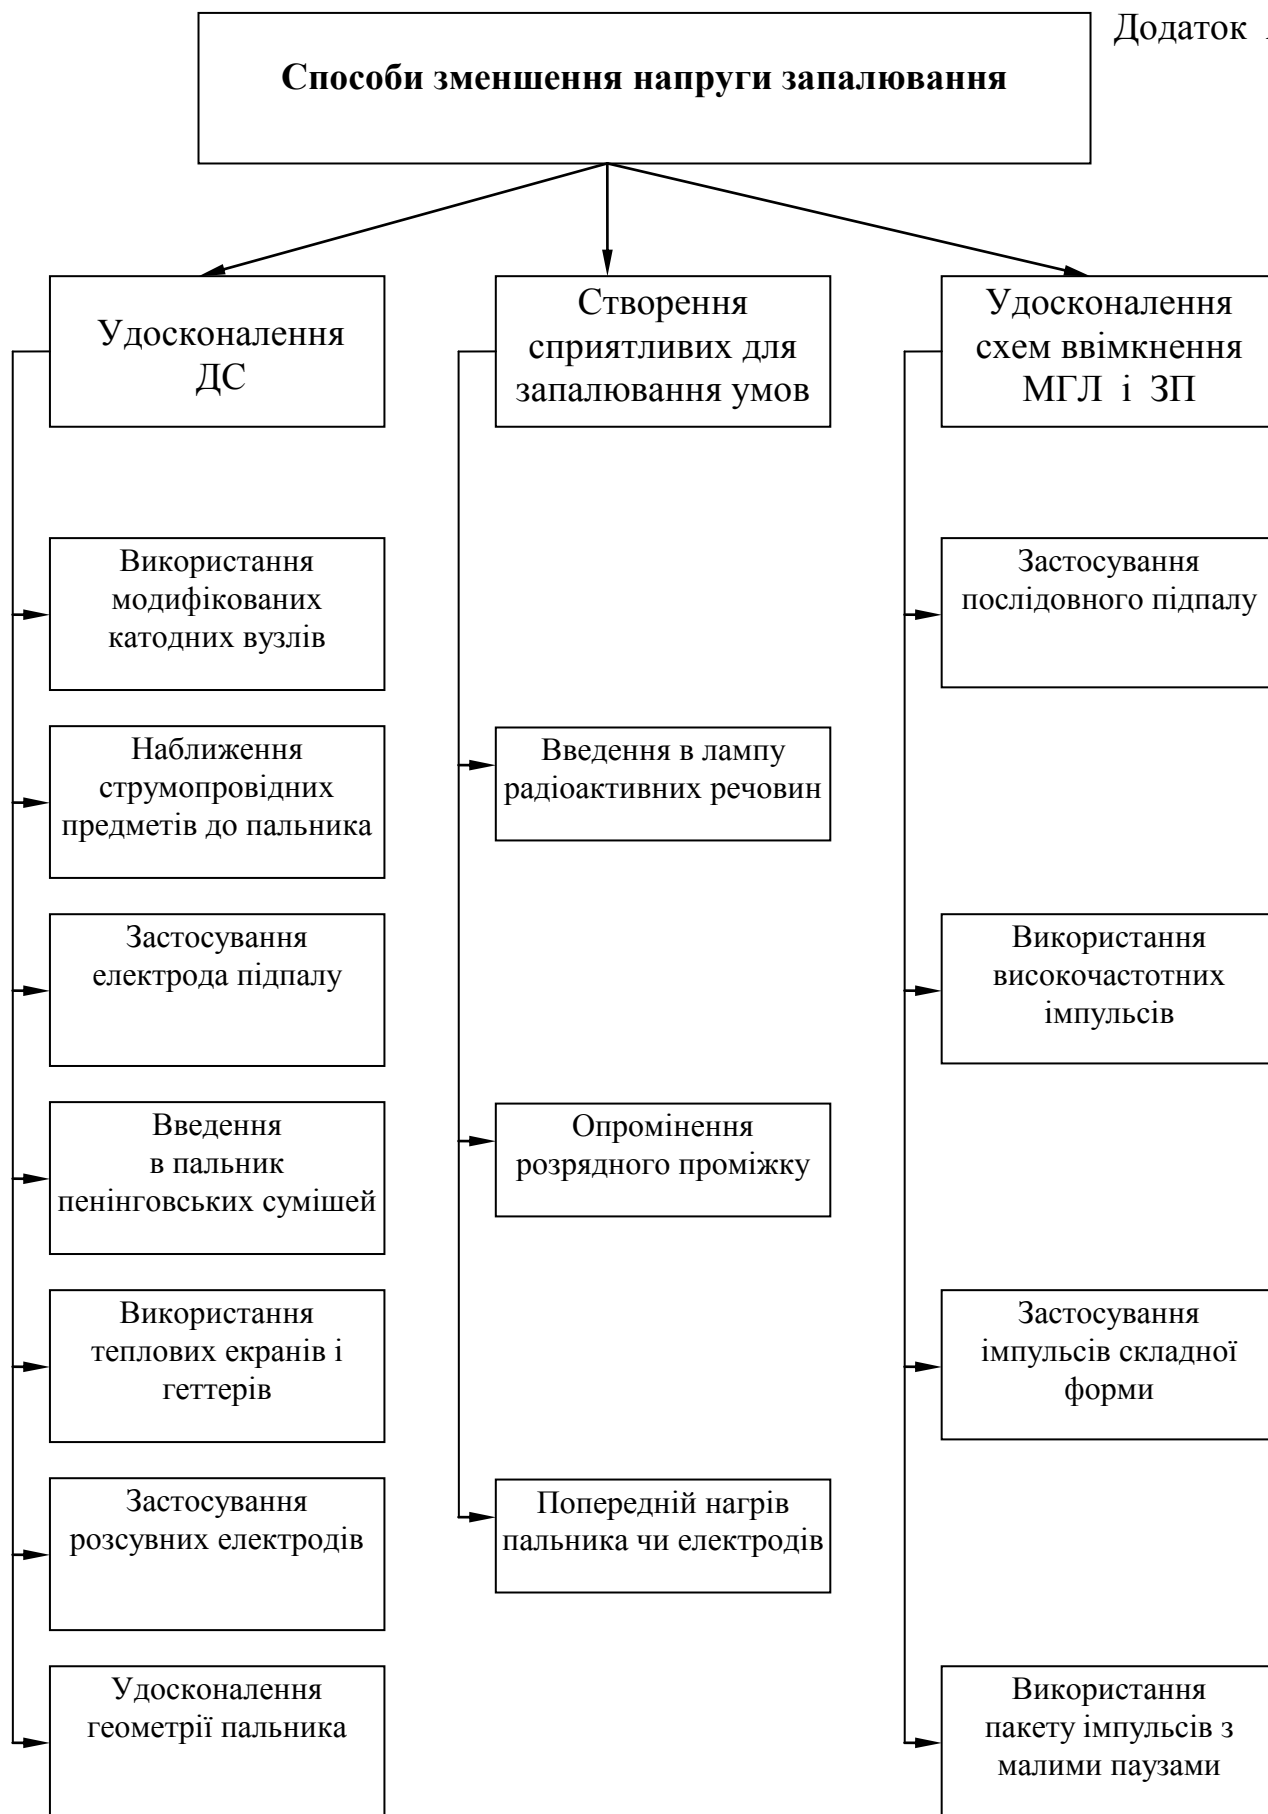 Додаток
Способи зменшення напруги запалювання
Удосконалення
ДС
Створення
сприятливих для
запалювання умов
Удосконалення
схем ввімкнення
МГЛ і ЗП
Використання
модифікованих
катодних вузлів
Наближення
струмопровідних
предметів до пальника
Застосування
електрода підпалу
Введення
в пальник
пенінговських сумішей
Використання
теплових екранів і
геттерів
Застосування
розсувних електродів
Удосконалення
геометрії пальника
Введення в лампу
радіоактивних речовин
Опромінення
розрядного проміжку
Попередній нагрів
пальника чи електродів
Застосування
послідовного підпалу
Використання
високочастотних
імпульсів
Застосування
імпульсів складної
форми
Використання
пакету імпульсів з
малими паузами